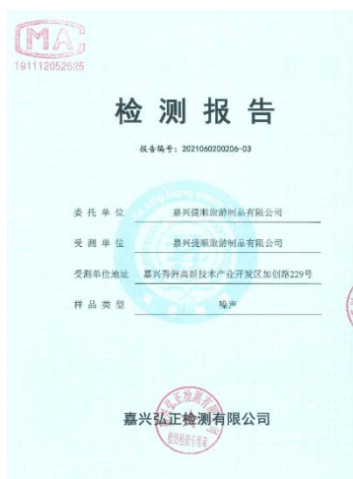 MA
191112052625
检测报告
报告编号：2021060200206-03
委托单位 嘉兴提顺旅游制品有限公司
受测单位 嘉兴提顺旅游制品有限公司
受测单位地址 嘉兴秀洲高新技术产业开发区加创路229号
样品类型 噪声
嘉兴弘正检测有限公司